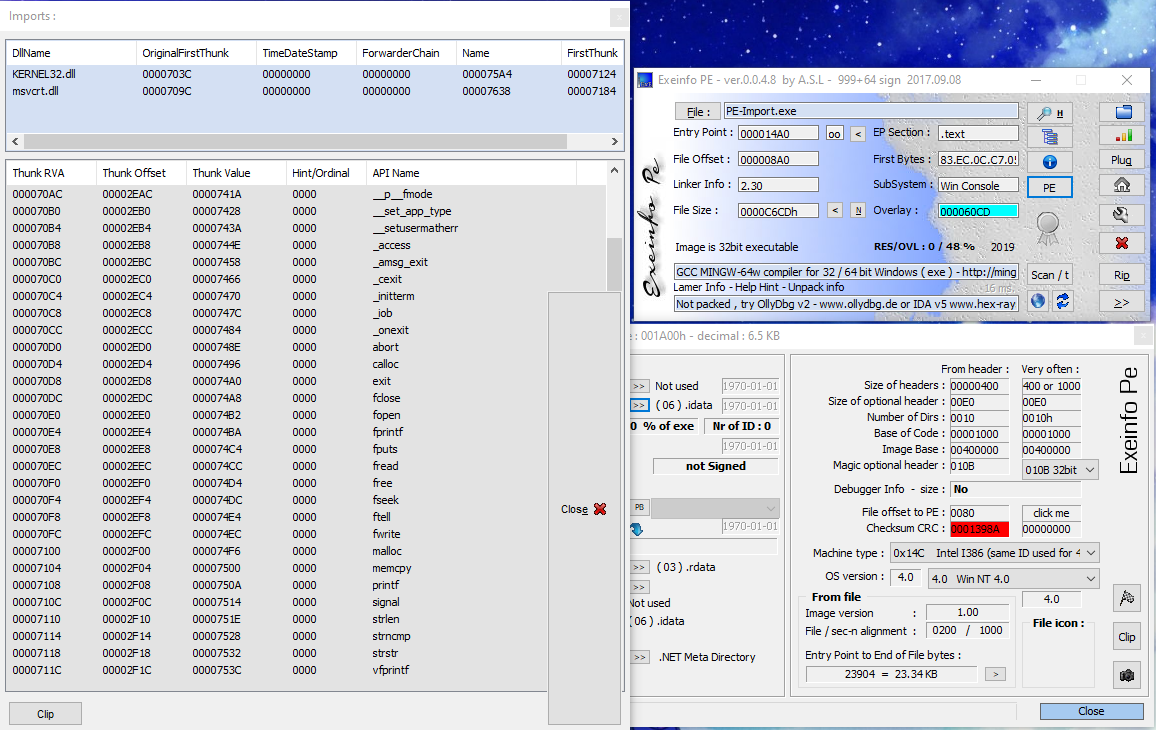 Imports :
DllName OriginalFirstThunk TimeDateStamp ForwarderChain Name FirstThunk
KERNEL32.dll 0000703C 00000000 00000000 000075A4 00007124
msvcrt.dll 0000709C 00000000 00000000 00007638 00007184
Thunk RVA Thunk Offset Thunk Value Hint/Ordinal API Name
000070AC 00002EAC 0000741A 0000 __p__fmode
000070B0 00002EB0 00007428 0000 __set_app_type
000070B4 00002EB4 0000743A 0000 __setusermatherr
000070B8 00002EB8 0000744E 0000 _access
000070BC 00002EBC 00007458 0000 _amsg_exit
000070C0 00002EC0 00007466 0000 _cexit
000070C4 00002EC4 00007470 0000 _initterm
000070C8 00002EC8 0000747C 0000 _iob
000070CC 00002ECC 00007484 0000 _onexit
000070D0 00002ED0 0000748E 0000 abort
000070D4 00002ED4 00007496 0000 calloc
000070D8 00002ED8 000074A0 0000 exit
000070DC 00002EDC 000074A8 0000 fclose
000070E0 00002EE0 000074B2 0000 fopen
000070E4 00002EE4 000074BA 0000 fprintf
000070E8 00002EE8 000074C4 0000 fputs
000070EC 00002EEC 000074CC 0000 fread
000070F0 00002EF0 000074D4 0000 free
000070F4 00002EF4 000074DC 0000 fseek
000070F8 00002EF8 000074E4 0000 ftell
000070FC 00002EFC 000074EC 0000 fwrite
00007100 00002F00 000074F6 0000 malloc
00007104 00002F04 00007500 0000 memcpy
00007108 00002F08 0000750A 0000 printf
0000710C 00002F0C 00007514 0000 signal
00007110 00002F10 0000751E 0000 strlen
00007114 00002F14 00007528 0000 strncmp
00007118 00002F18 00007532 0000 strstr
0000711C 00002F1C 0000753C 0000 vfprintf
Close
Clip
Exeinfo PE - ver.0.0.4.8 by A.S.L - 999+64 sign 2017.09.08
Exeinfo Pe
File : PE-Import.exe H
Entry Point : 000014A0 oo < EP Section : .text
File Offset : 000008A0 First Bytes : 83.EC.0C.C7.05 Plug
Linker Info : 2.30 SubSystem : Win Console PE
File Size : 0000C6CDh < N Overlay : 000060CD
Image is 32bit executable RES/OVL : 0 / 48 % 2019
GCC MINGW-64w compiler for 32 / 64 bit Windows ( exe ) - http://ming Scan / t Rip
Lamer Info - Help Hint - Unpack info 16 ms.
Not packed , try OllyDbg v2 - www.ollydbg.de or IDA v5 www.hex-ray >>
: 001A00h - decimal : 6.5 KB
>> Not used 1970-01-01
>> ( 06 ) .idata 1970-01-01
0 % of exe Nr of ID : 0
1970-01-01
not Signed
PB
1970-01-01
>> ( 03 ) .rdata
>>
Not used
( 06 ) .idata
>> .NET Meta Directory
From header : Very often :
Size of headers : 00000400 400 or 1000
Size of optional header : 00E0 00E0
Number of Dirs : 0010 0010h
Base of Code : 00001000 00001000
Image Base : 00400000 00400000
Magic optional header : 010B 010B 32bit
Debugger Info - size : No
File offset to PE : 0080 click me
Checksum CRC : 0001398A 00000000
Machine type : 0x14C Intel I386 (same ID used for 4
OS version : 4.0 4.0 Win NT 4.0
From file 4.0
Image version : 1.00
File / sec-n alignment : 0200 / 1000
File icon :
Entry Point to End of File bytes :
23904 = 23.34 KB >
Exeinfo Pe
Clip
Close